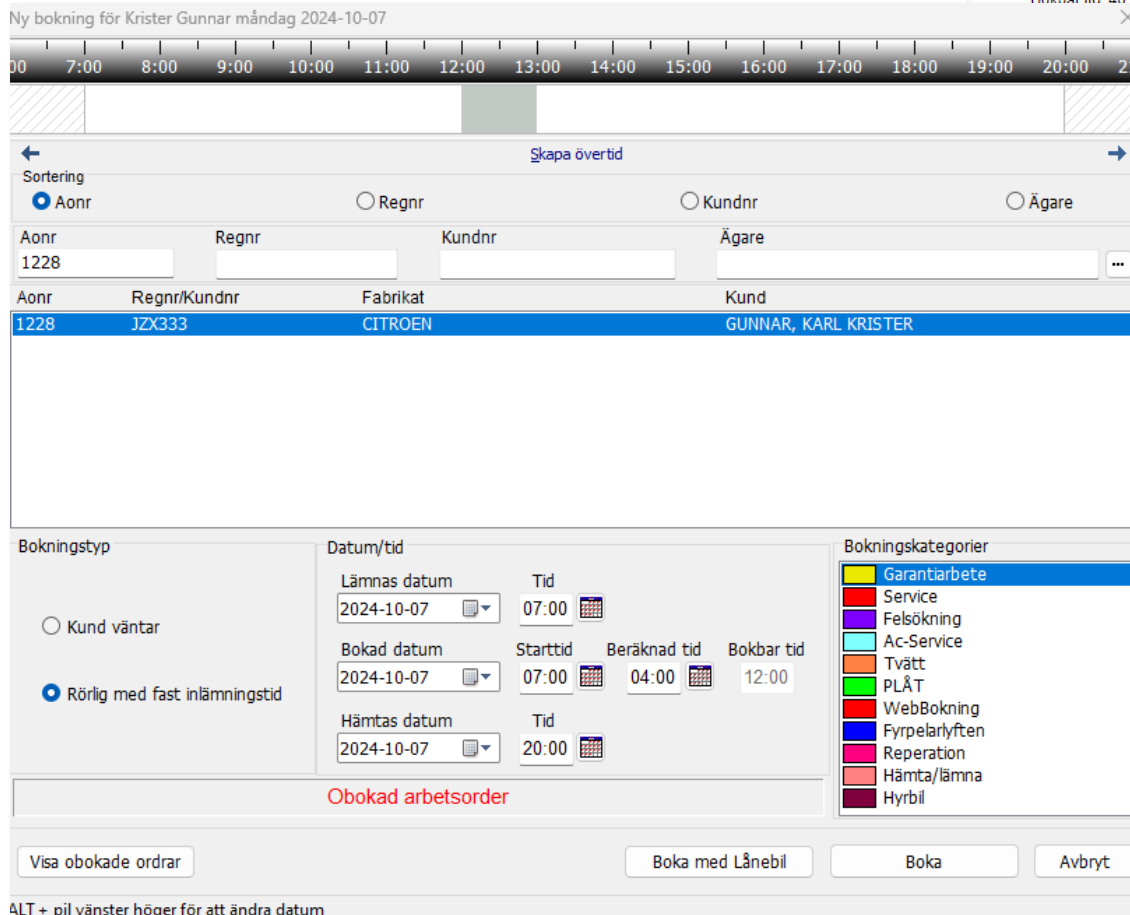 Ny bokning för Krister Gunnar måndag 2024-10-07
00 7:00 8:00 9:00 10:00 11:00 12:00 13:00 14:00 15:00 16:00 17:00 18:00 19:00 20:00 2
Skapa övertid
Sortering
Aonr Regnr Kundnr Ägare
Aonr Regnr Kundnr Ägare
1228 ...
Aonr Regnr/Kundnr Fabrikat Kund
1228 JZX333 CITROEN GUNNAR, KARL KRISTER
Bokningstyp
Kund väntar
Rörlig med fast inlämningstid
Datum/tid
Lämnas datum Tid
2024-10-07 07:00
Bokad datum Starttid Beräknad tid Bokbar tid
2024-10-07 07:00 04:00 12:00
Hämtas datum Tid
2024-10-07 20:00
Bokningskategorier
Garantiarbete
Service
Felsökning
Ac-Service
Tvätt
PLÅT
WebBokning
Fyrpelarlyften
Reperation
Hämta/lämna
Hyrbil
Obokad arbetsorder
Visa obokade ordrar Boka med Lånebil Boka Avbryt
ALT + pil vänster höger för att ändra datum